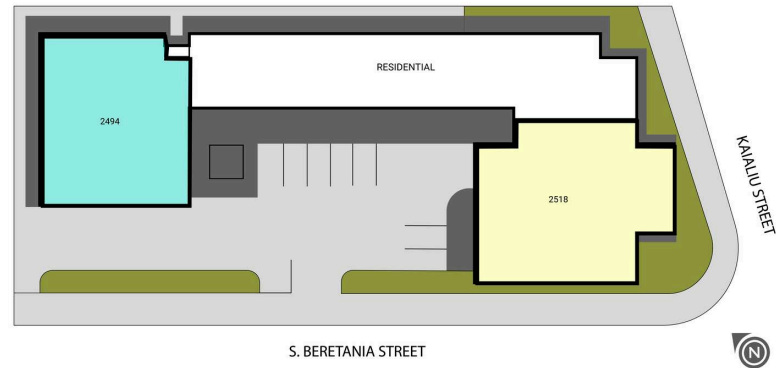 RESIDENTIAL
2494
2518
KAIALIU STREET
S. BERETANIA STREET
N